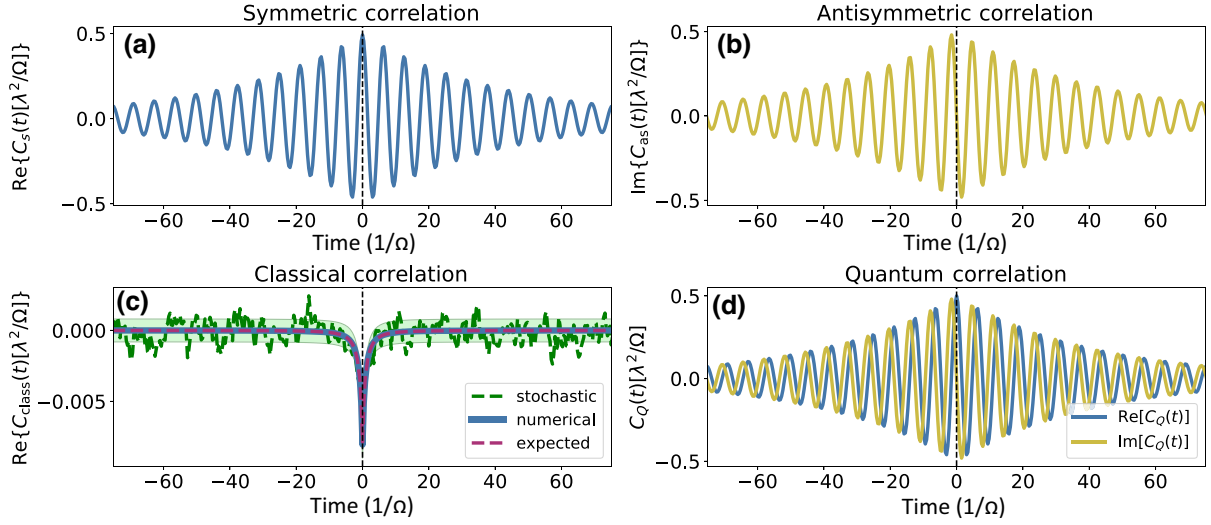 Symmetric correlation
(a)
Re{C_s(t)[λ²/Ω]}
0.5
0.0
−0.5
−60 −40 −20 0 20 40 60
Time (1/Ω)
Antisymmetric correlation
(b)
Im{C_as(t)[λ²/Ω]}
0.5
0.0
−0.5
−60 −40 −20 0 20 40 60
Time (1/Ω)
Classical correlation
(c)
Re{C_class(t)[λ²/Ω]}
0.000
−0.005
stochastic
numerical
expected
−60 −40 −20 0 20 40 60
Time (1/Ω)
Quantum correlation
(d)
C_Q(t)[λ²/Ω]
0.5
0.0
−0.5
Re[C_Q(t)]
Im[C_Q(t)]
−60 −40 −20 0 20 40 60
Time (1/Ω)